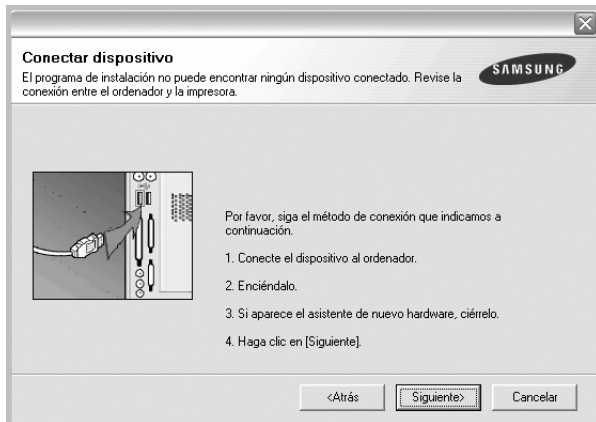 Conectar dispositivo
El programa de instalación no puede encontrar ningún dispositivo conectado. Revise la
conexión entre el ordenador y la impresora.
SAMSUNG
Por favor, siga el método de conexión que indicamos a
continuación.
1. Conecte el dispositivo al ordenador.
2. Enciéndalo.
3. Si aparece el asistente de nuevo hardware, ciérrelo.
4. Haga clic en [Siguiente].
<Atrás
Siguiente>
Cancelar